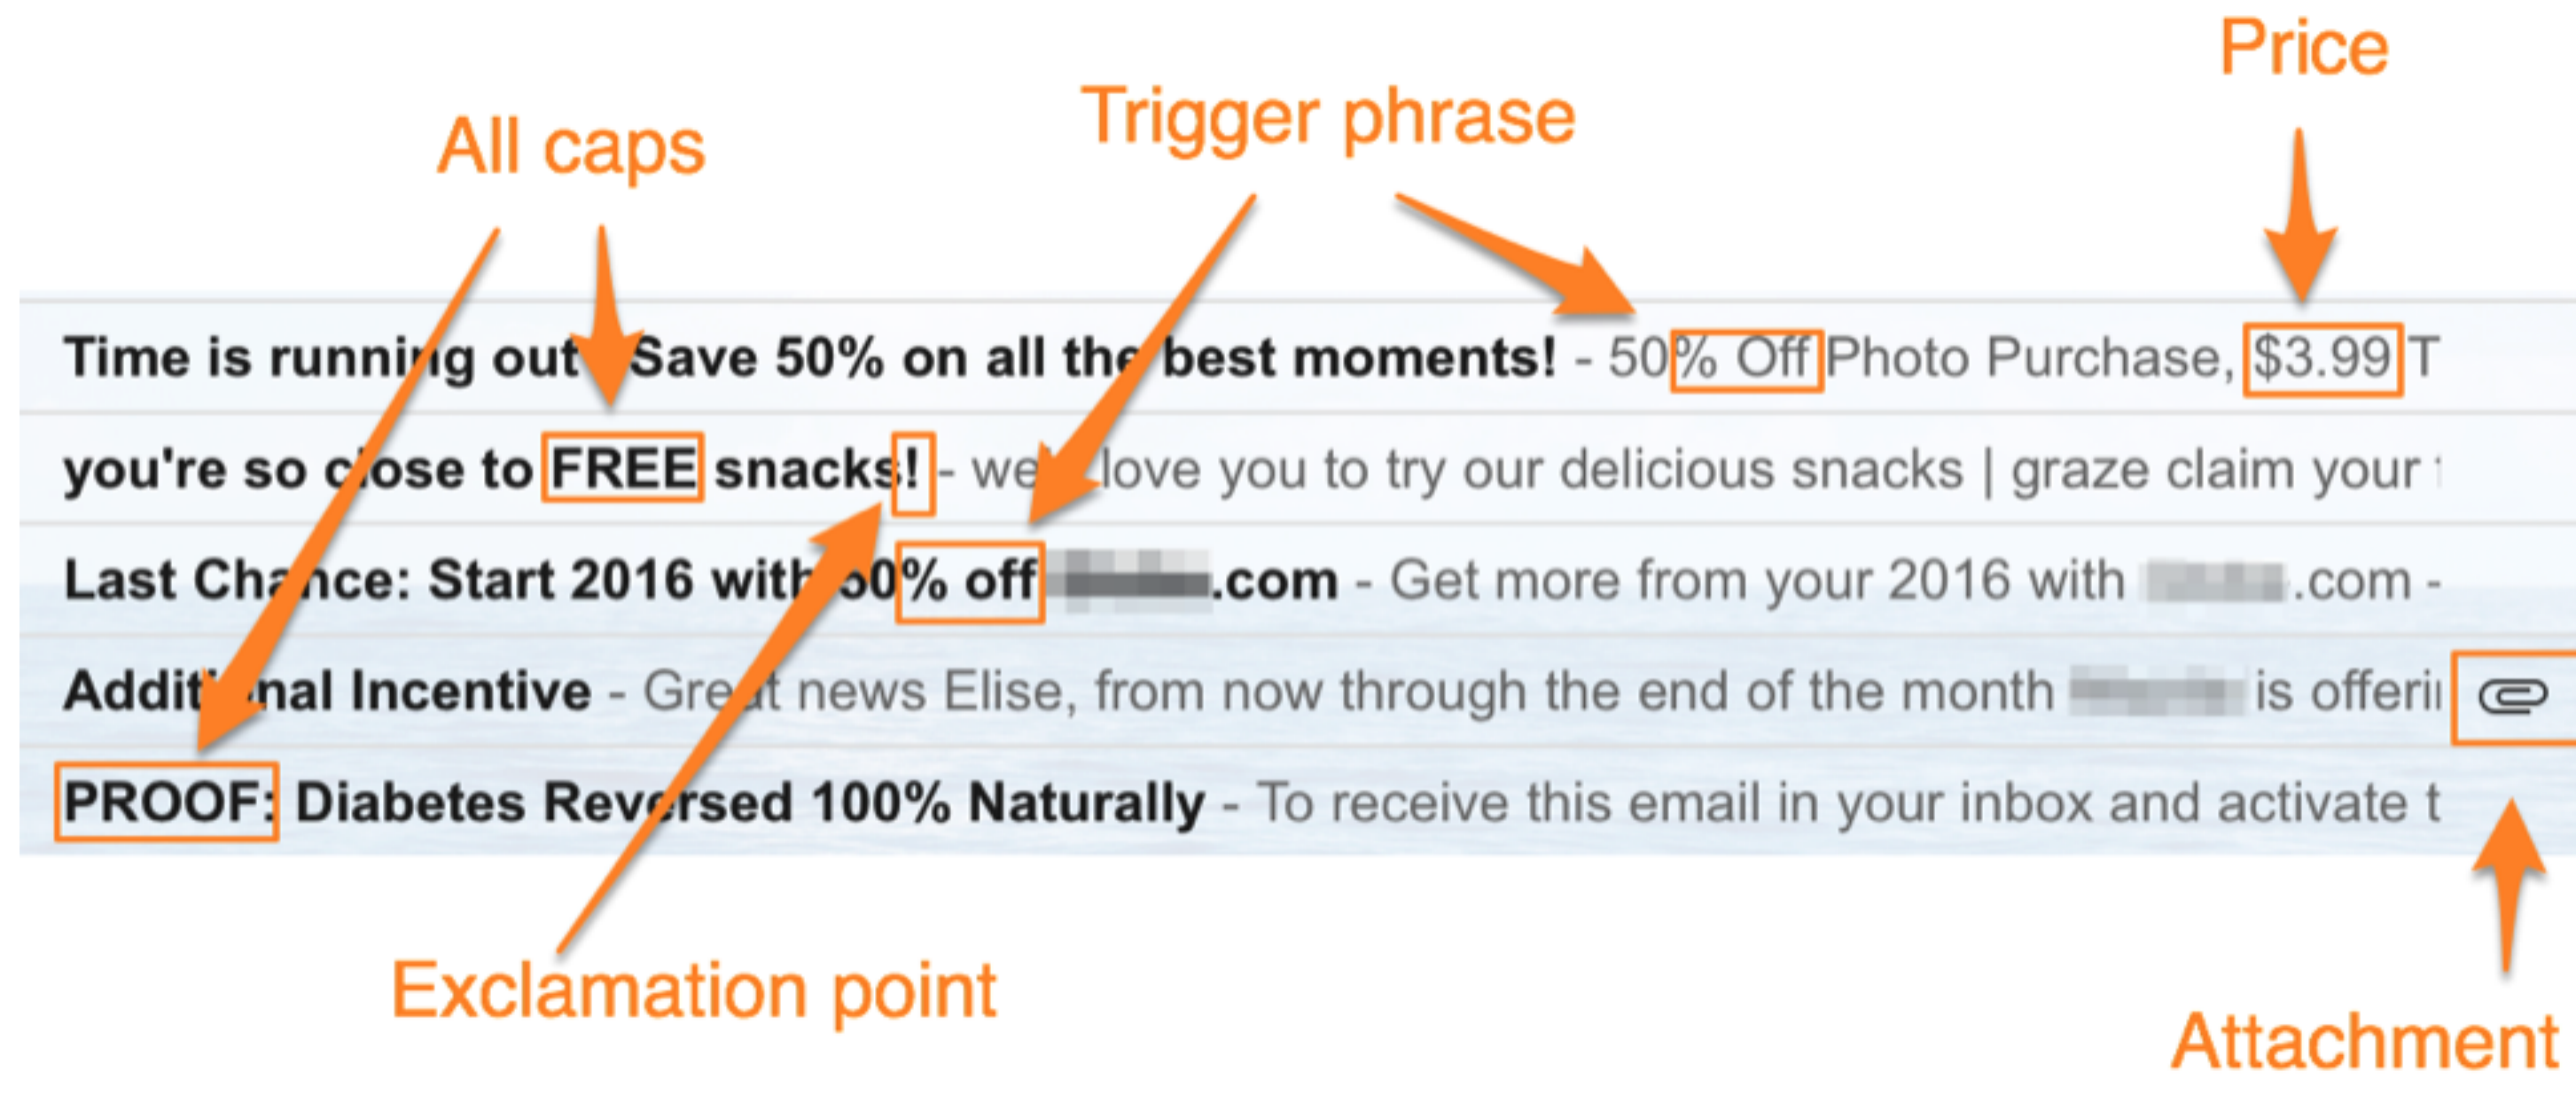 Price
Trigger phrase
All caps
Time is running out Save 50% on all the best moments! - 50% Off Photo Purchase, $3.99 T
you're so close to FREE snacks! - love you to try our delicious snacks | graze claim your
Last Chance: Start 2016 with 50% off .com - Get more from your 2016 with .com -
Additional Incentive - Great news Elise, from now through the end of the month is offerin
PROOF: Diabetes Reversed 100% Naturally - To receive this email in your inbox and activate t
Exclamation point
Attachment